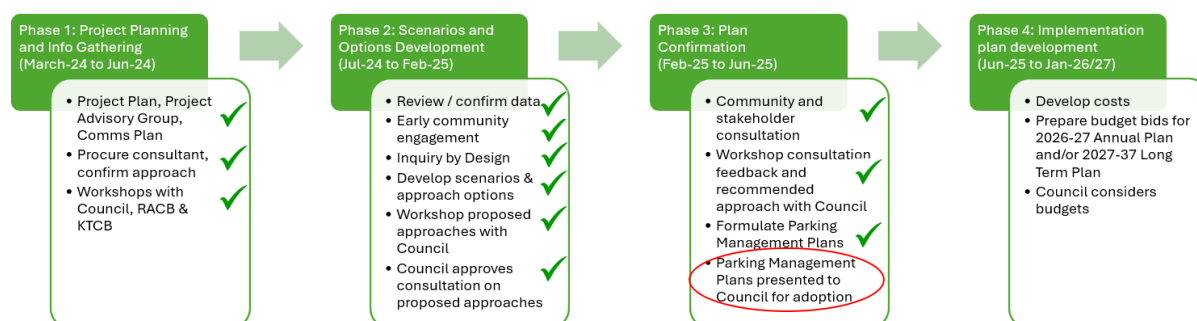 Phase 1: Project Planning
and Info Gathering
(March-24 to Jun-24)
• Project Plan, Project
Advisory Group,
Comms Plan
• Procure consultant,
confirm approach
• Workshops with
Council, RACB &
KTCB
Phase 2: Scenarios and
Options Development
(Jul-24 to Feb-25)
• Review / confirm data
• Early community
engagement
• Inquiry by Design
• Develop scenarios &
approach options
• Workshop proposed
approaches with
Council
• Council approves
consultation on
proposed approaches
Phase 3: Plan
Confirmation
(Feb-25 to Jun-25)
• Community and
stakeholder
consultation
• Workshop consultation
feedback and
recommended
approach with Council
• Formulate Parking
Management Plans
• Parking Management
Plans presented to
Council for adoption
Phase 4: Implementation
plan development
(Jun-25 to Jan-26/27)
• Develop costs
• Prepare budget bids for
2026-27 Annual Plan
and/or 2027-37 Long
Term Plan
• Council considers
budgets